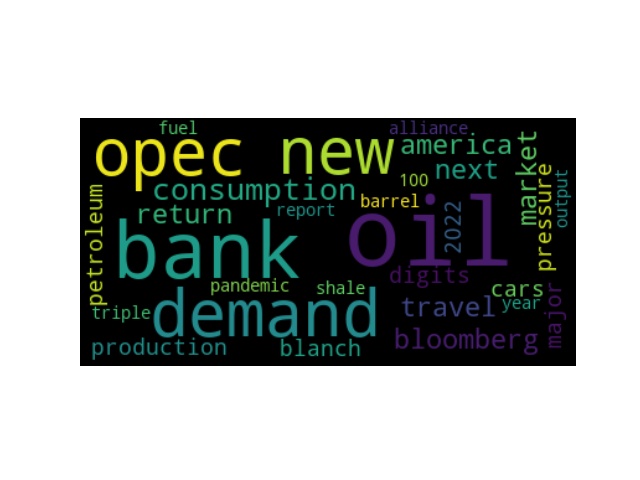 fuel
alliance
opec
new
america
market
next
consumption
100
pressure
output
petroleum
return
report
barrel
oil
2022
bank
digits
pandemic
shale
cars
major
demand
travel
year
triple
production
blanch
bloomberg